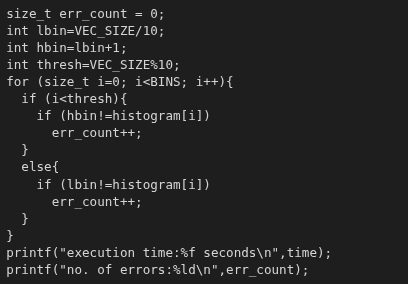 size_t err_count = 0;
int lbin=VEC_SIZE/10;
int hbin=lbin+1;
int thresh=VEC_SIZE%10;
for (size_t i=0; i<BINS; i++){
  if (i<thresh){
    if (hbin!=histogram[i])
      err_count++;
  }
  else{
    if (lbin!=histogram[i])
      err_count++;
  }
}
printf("execution time:%f seconds\n",time);
printf("no. of errors:%ld\n",err_count);